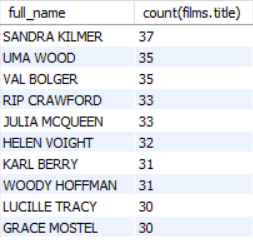 full_name count(films.title)
SANDRA KILMER 37
UMA WOOD 35
VAL BOLGER 35
RIP CRAWFORD 33
JULIA MCQUEEN 33
HELEN VOIGHT 32
KARL BERRY 31
WOODY HOFFMAN 31
LUCILLE TRACY 30
GRACE MOSTEL 30